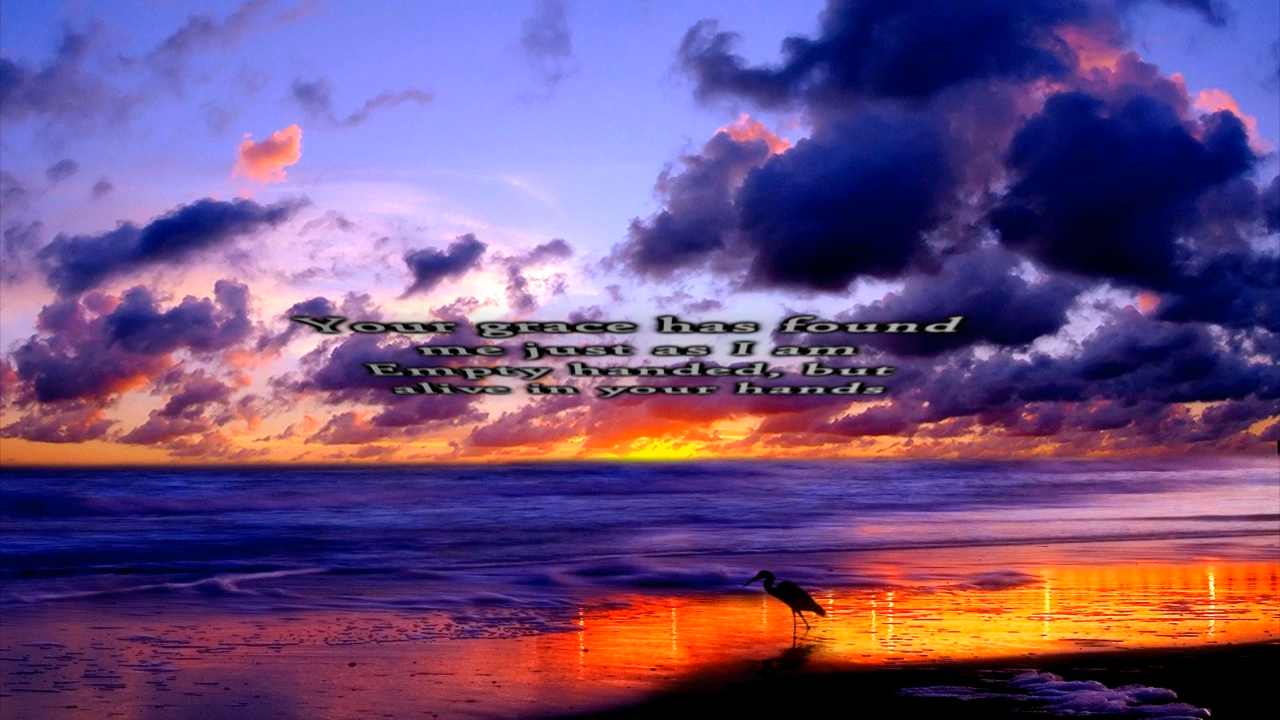 Your grace has found
me just as I am
Empty handed, but
alive in your hands